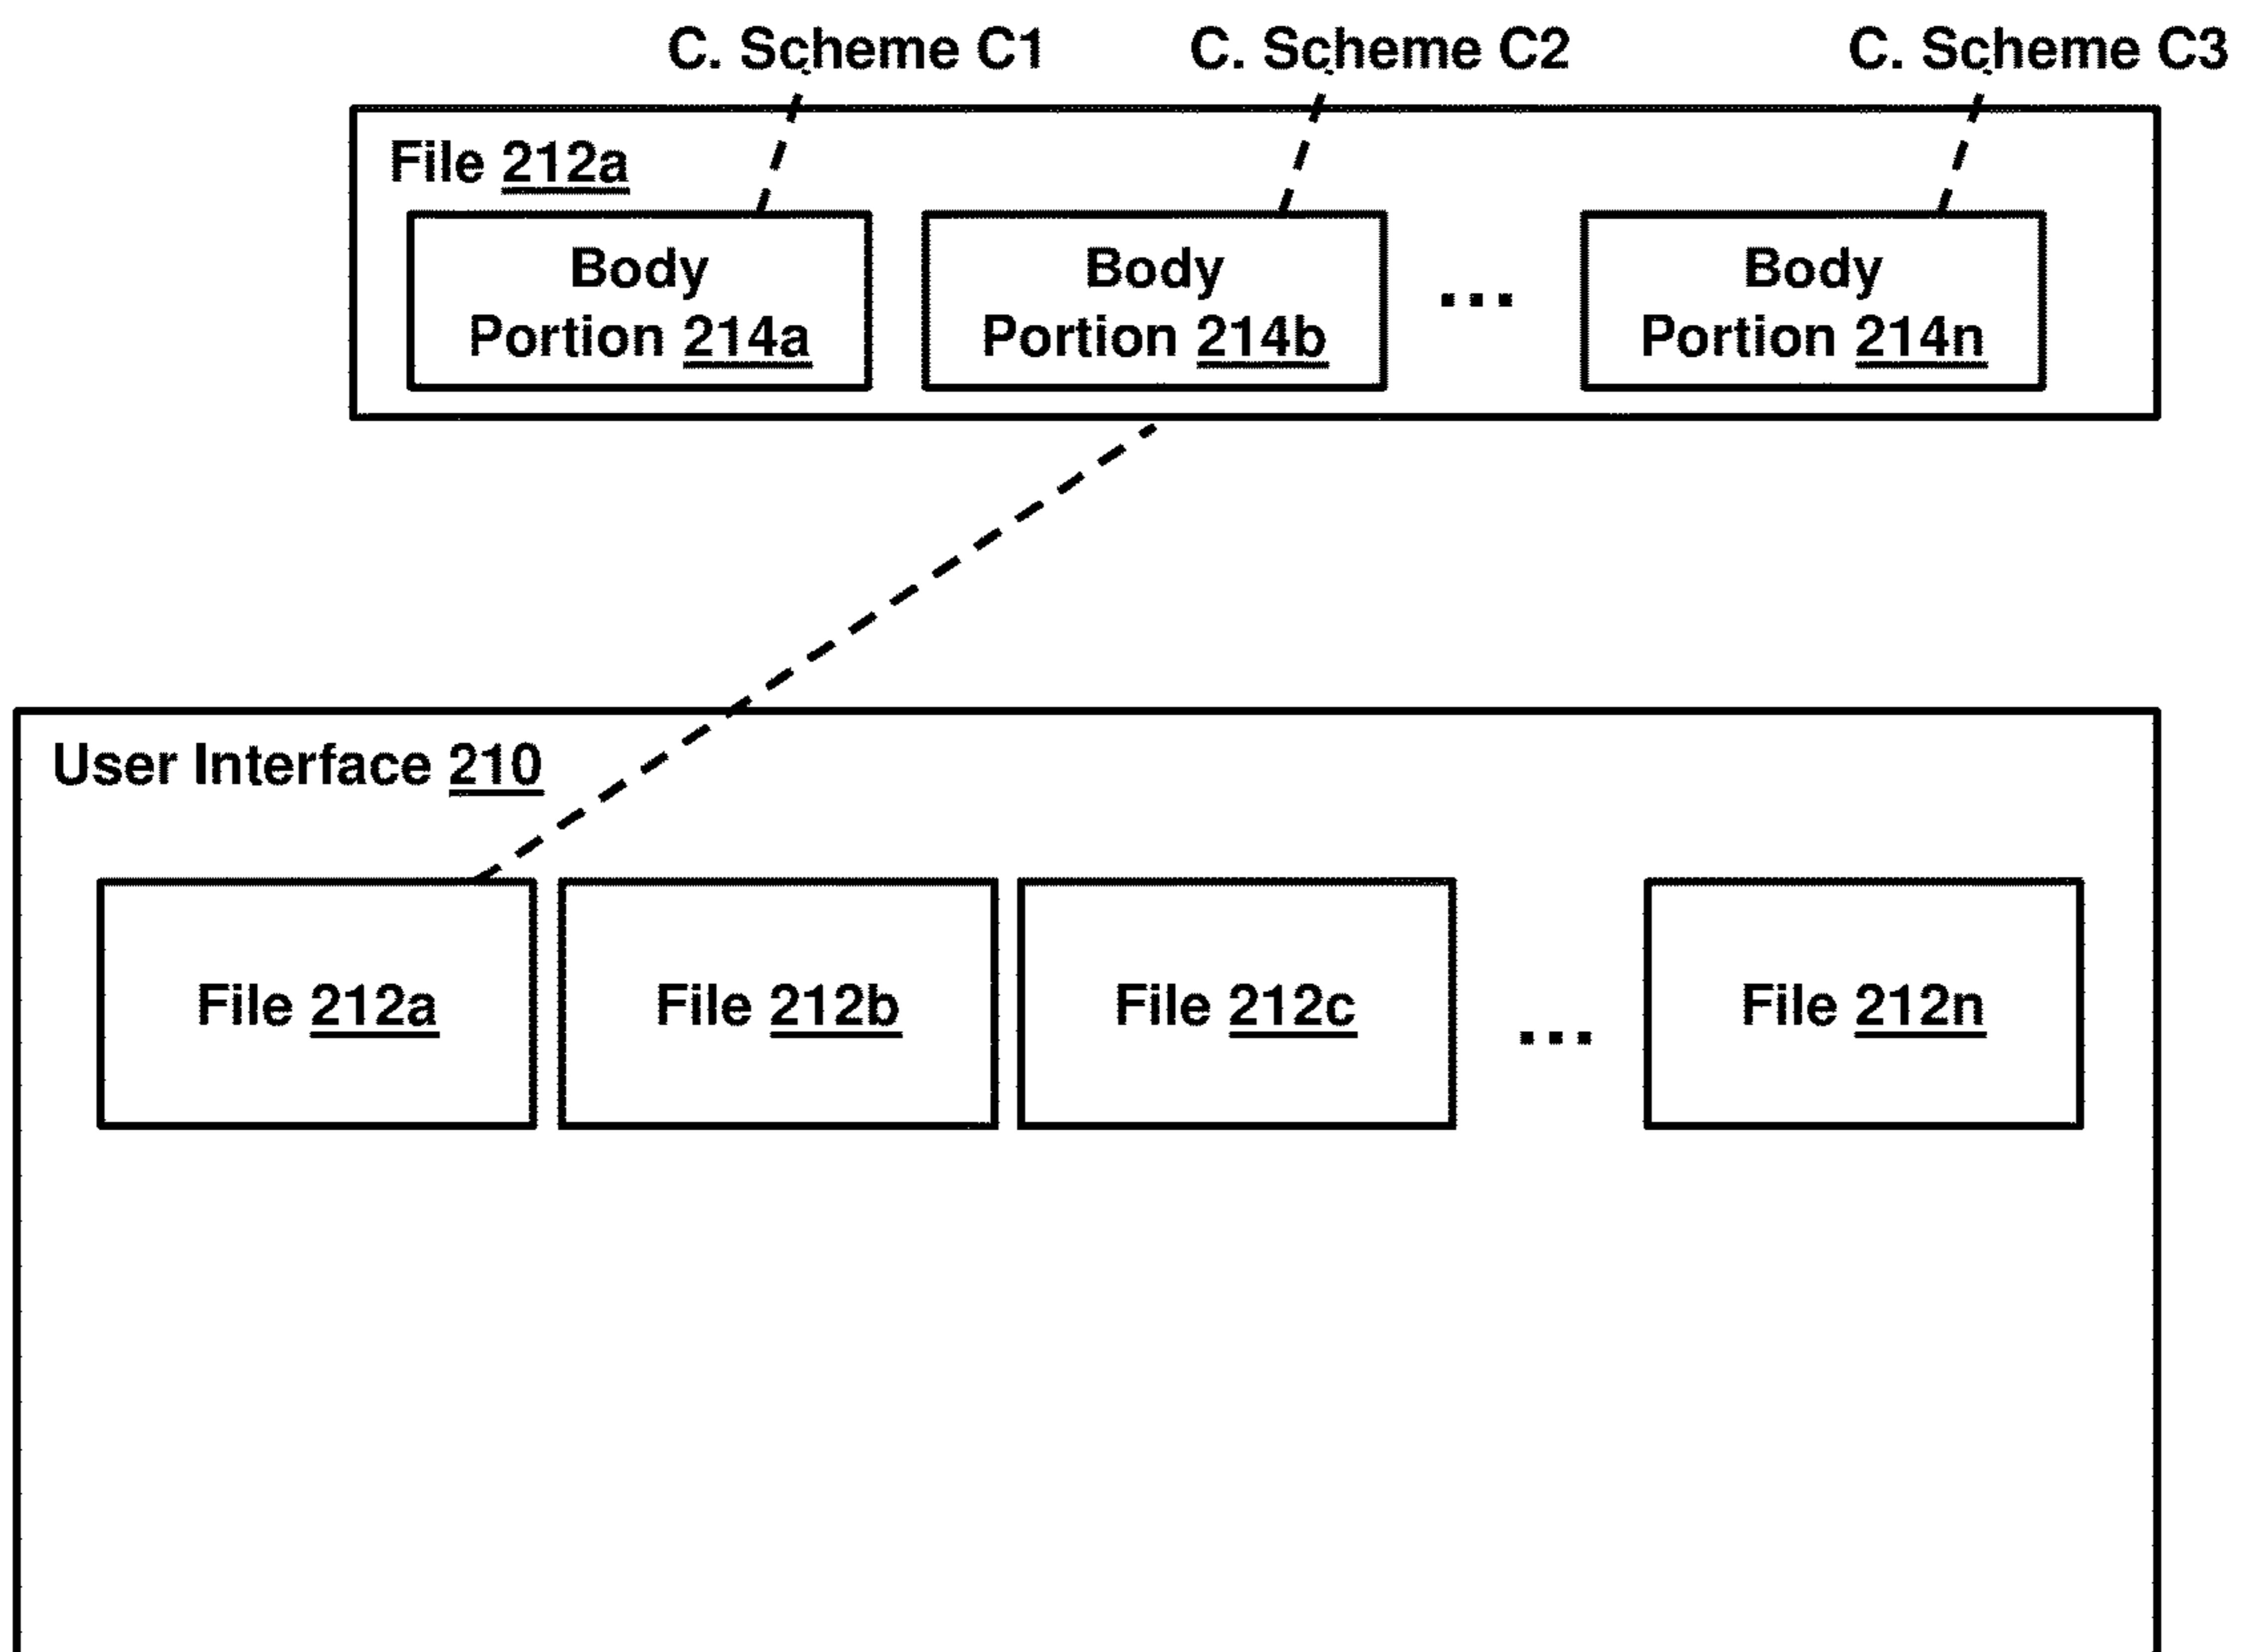 C. Scheme C1 C. Scheme C2 C. Scheme C3
File 212a
Body Body Body
Portion 214a Portion 214b ... Portion 214n
User Interface 210
File 212a File 212b File 212c ... File 212n